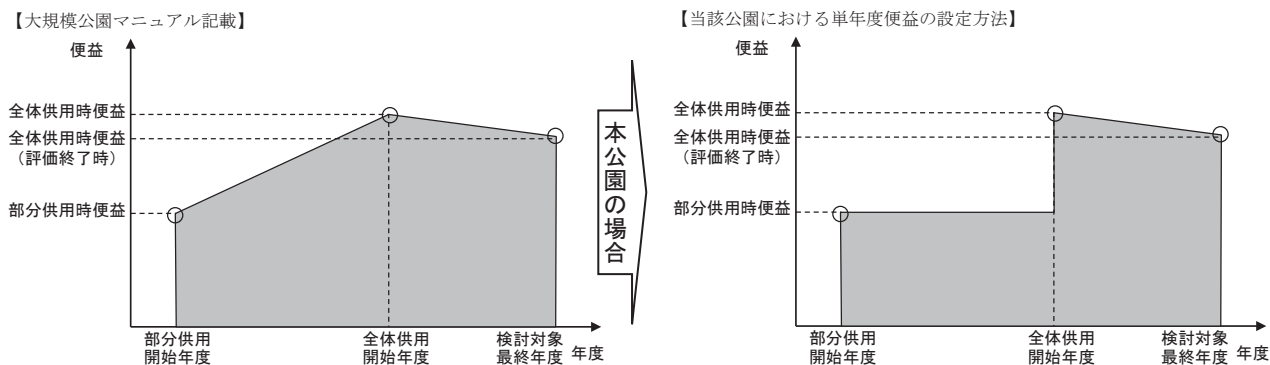 【大規模公園マニュアル記載】
便益
全体供用時便益
全体供用時便益
（評価終了時）
部分供用時便益
部分供用
開始年度
全体供用
開始年度
検討対象
最終年度
年度
本公園の場合
【当該公園における単年度便益の設定方法】
便益
全体供用時便益
全体供用時便益
（評価終了時）
部分供用時便益
部分供用
開始年度
全体供用
開始年度
検討対象
最終年度
年度